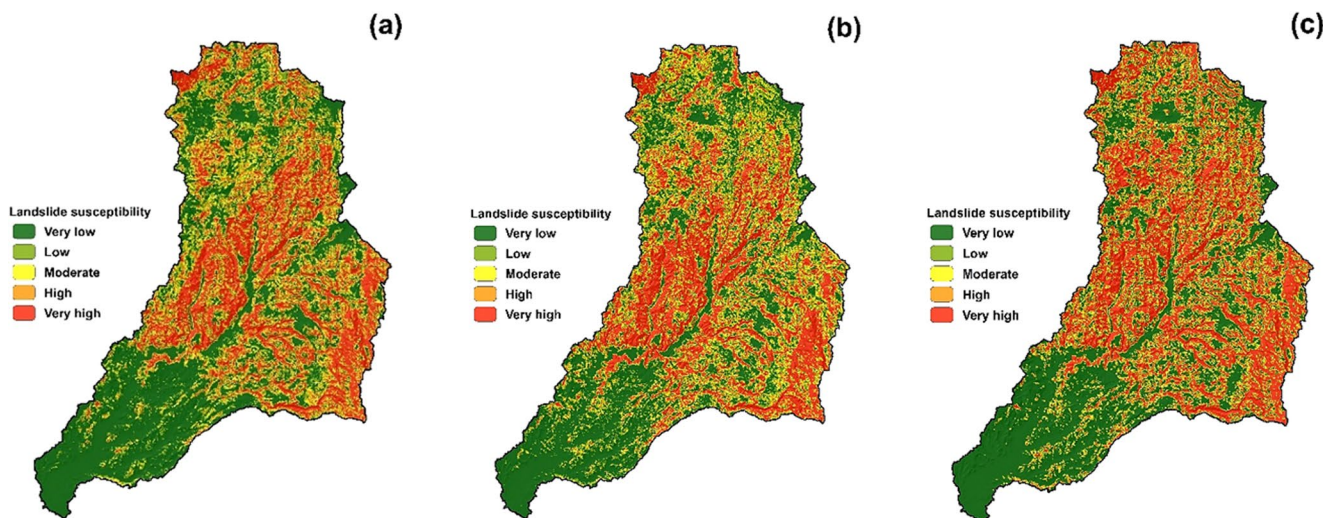 (a)
Landslide susceptibility
Very low
Low
Moderate
High
Very high
(b)
Landslide susceptibility
Very low
Low
Moderate
High
Very high
(c)
Landslide susceptibility
Very low
Low
Moderate
High
Very high